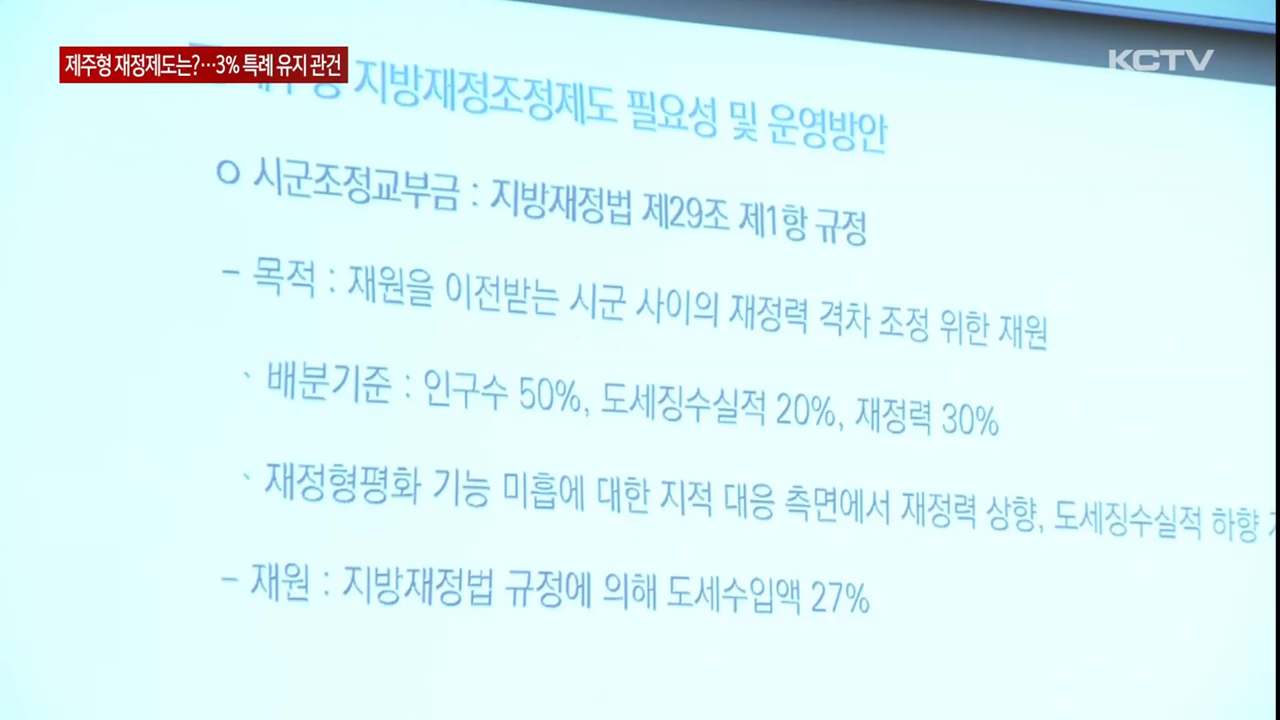 제주형 재정제도는?…3% 특례 유지 관건
KCTV
지방재정조정제도 필요성 및 운영방안
ㅇ 시군조정교부금 : 지방재정법 제29조 제1항 규정
- 목적 : 재원을 이전받는 시군 사이의 재정력 격차 조정 위한 재원
、배분기준 : 인구수 50%, 도세징수실적 20%, 재정력 30%
、재정형평화 기능 미흡에 대한 지적 대응 측면에서 재정력 상향, 도세징수실적 하향
- 재원 : 지방재정법 규정에 의해 도세수입액 27%